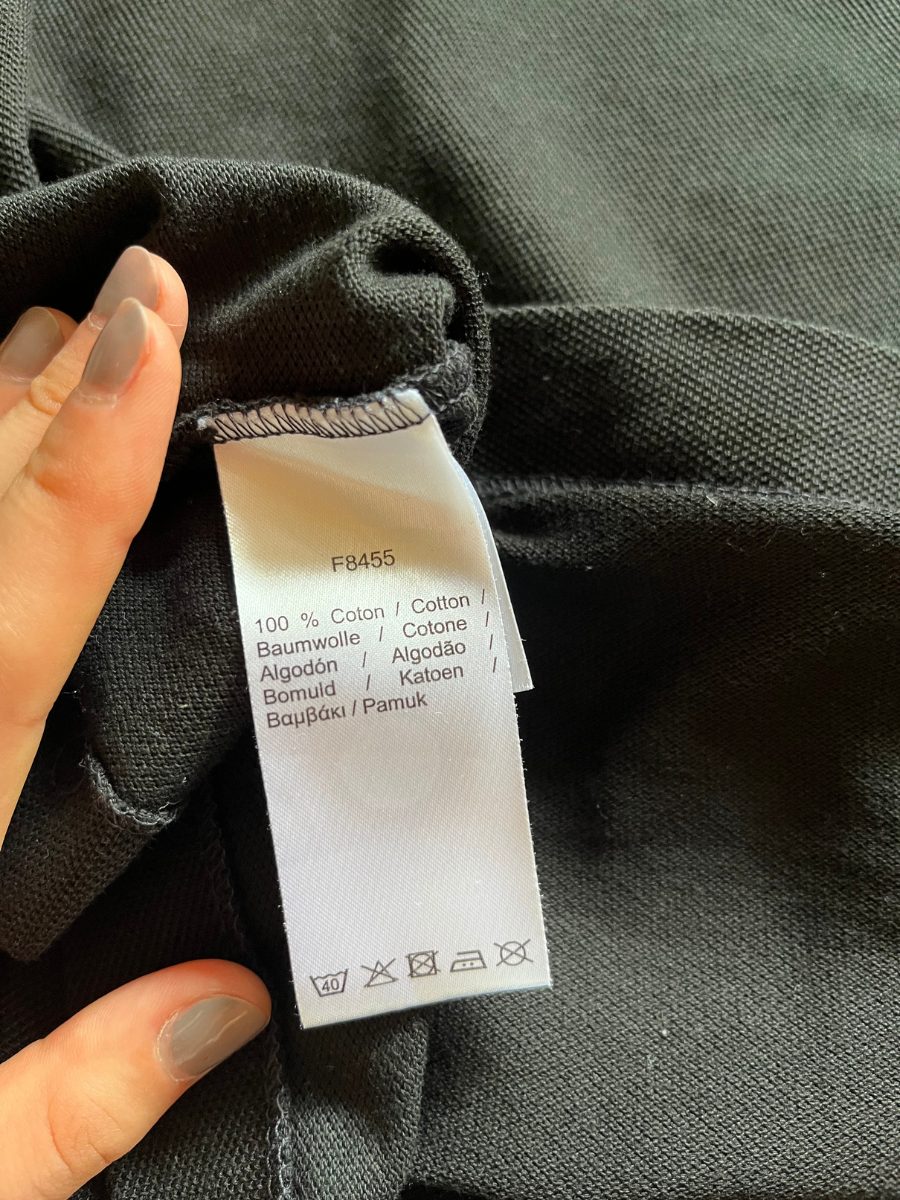 F8455
100 % Coton / Cotton /
Baumwolle / Cotone /
Algodón / Algodão /
Bomuld / Katoen /
Βαμβάκι / Pamuk
40